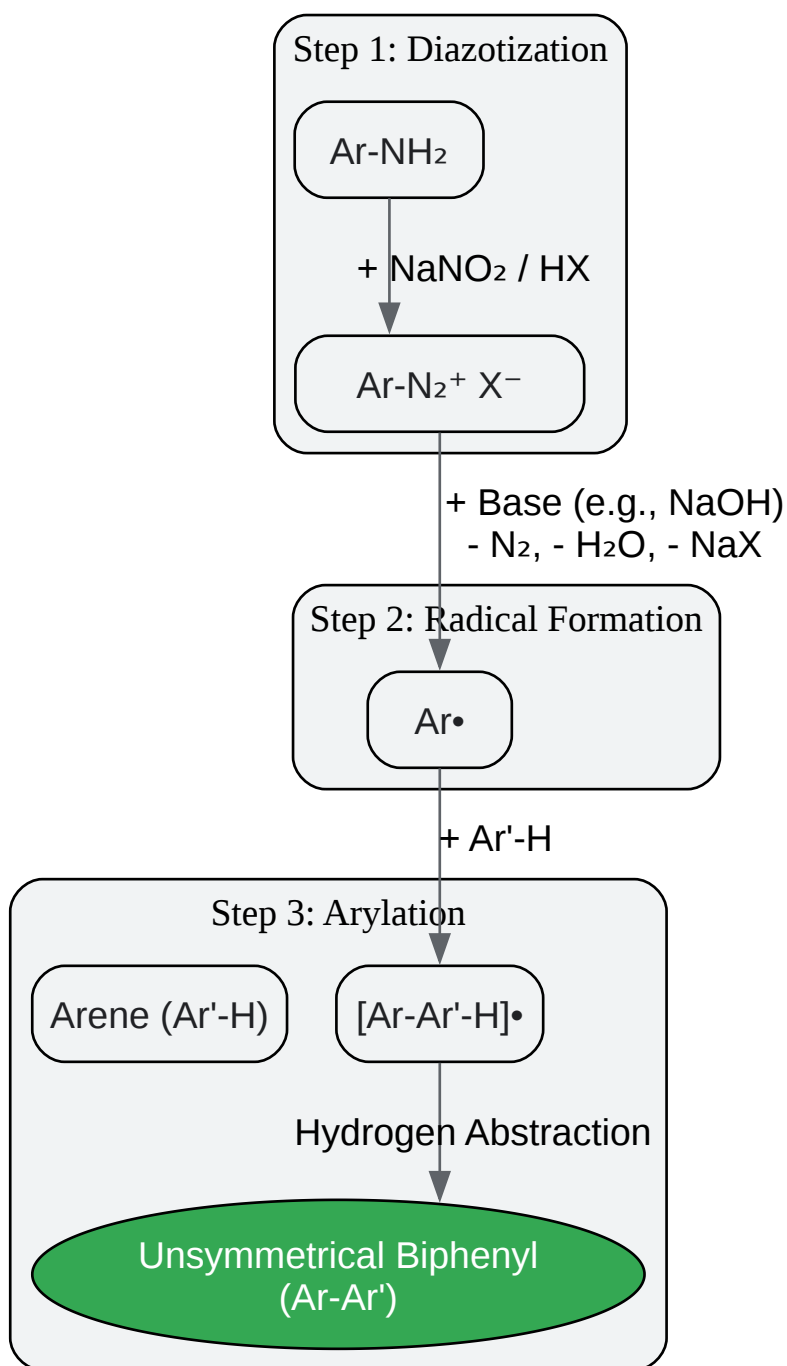 Step 1: Diazotization
Ar-NH₂
+ NaNO₂ / HX
Ar-N₂⁺ X⁻
+ Base (e.g., NaOH)
- N₂, - H₂O, - NaX
Step 2: Radical Formation
Ar•
+ Ar'-H
Step 3: Arylation
Arene (Ar'-H)
[Ar-Ar'-H]•
Hydrogen Abstraction
Unsymmetrical Biphenyl
(Ar-Ar')